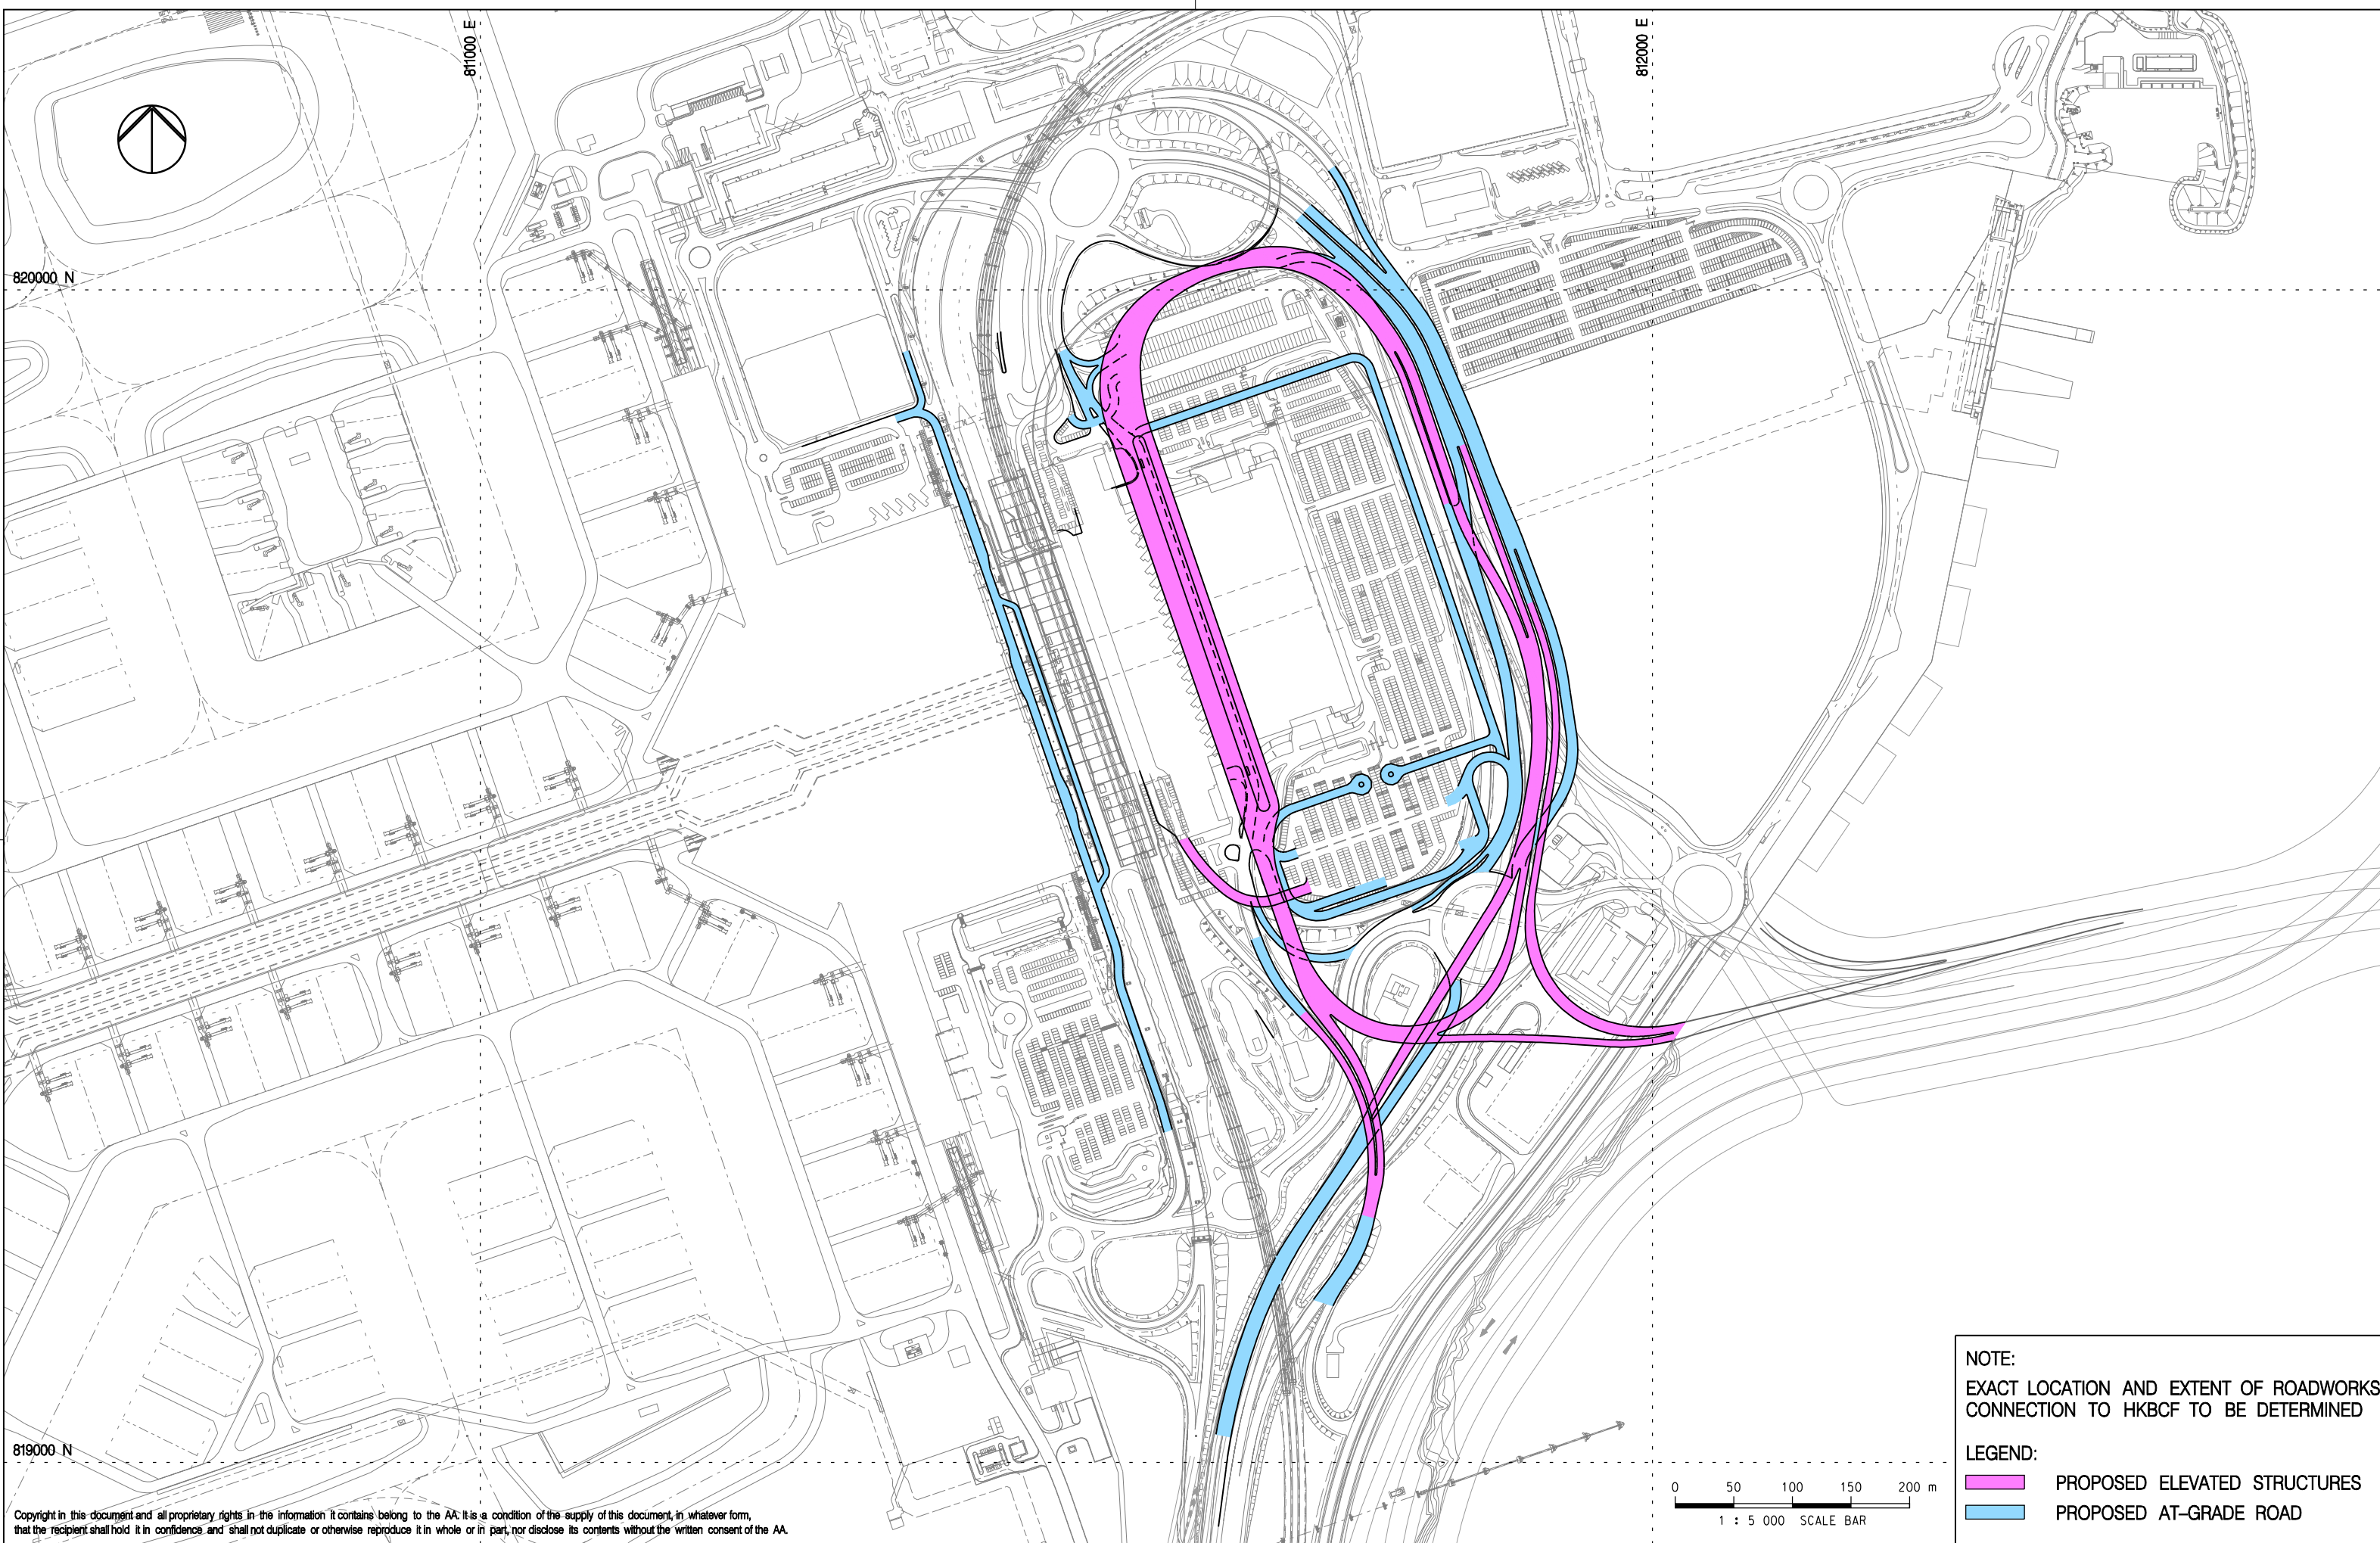 811000 E
812000 E
820000 N
819000 N
NOTE:
EXACT LOCATION AND EXTENT OF ROADWORKS
CONNECTION TO HKBCF TO BE DETERMINED
LEGEND:
PROPOSED ELEVATED STRUCTURES
PROPOSED AT-GRADE ROAD
0 50 100 150 200 m
1 : 5 000 SCALE BAR
Copyright in this document and all proprietary rights in the information it contains belong to the AA. It is a condition of the supply of this document, in whatever form,
that the recipient shall hold it in confidence and shall not duplicate or otherwise reproduce it in whole or in part, nor disclose its contents without the written consent of the AA.